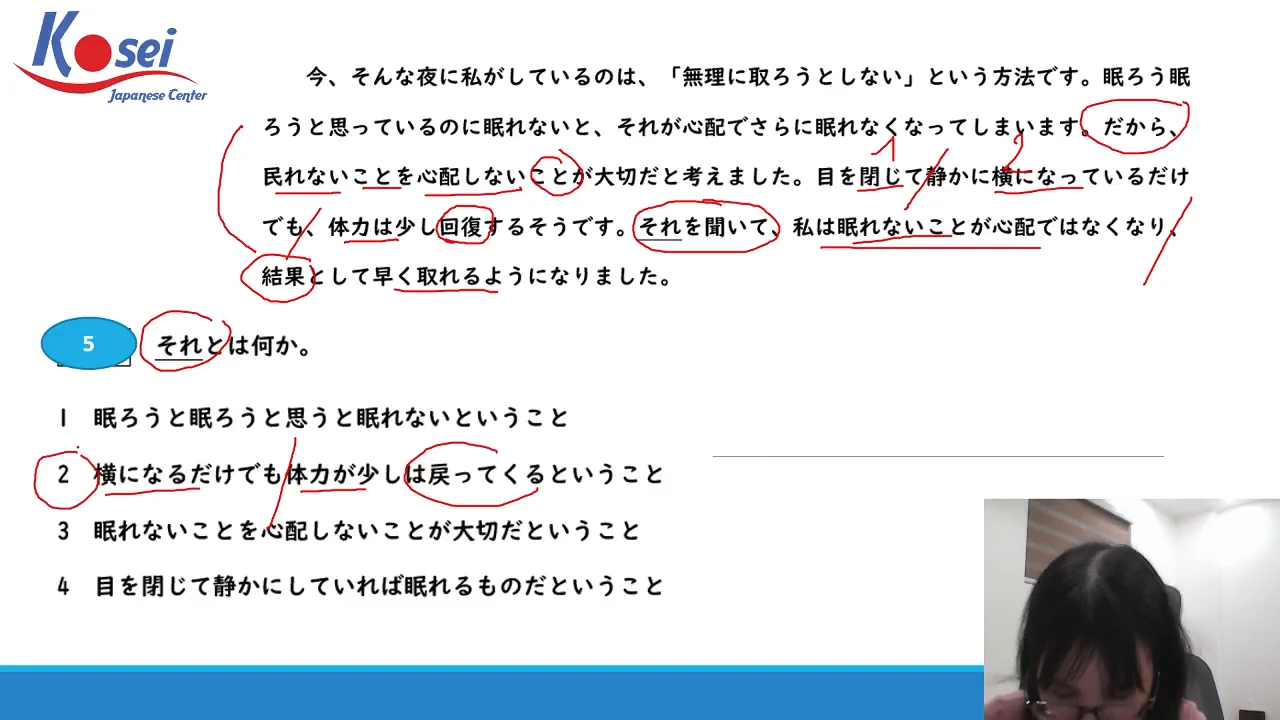 Kosei
Japanese Center
今、そんな夜に私がしているのは、「無理に取ろうとしない」という方法です。眠ろう眠
ろうと思っているのに眠れないと、それが心配でさらに眠れなくなってしまいます。だから、
民れないことを心配しないことが大切だと考えました。目を閉じて静かに横になっているだけ
でも、体力は少し回復するそうです。それを聞いて、私は眠れないことが心配ではなくなり、
結果として早く取れるようになりました。
1 2
5 それとは何か。
1 眠ろうと眠ろうと思うと眠れないということ
2 横になるだけでも体力が少しは戻ってくるということ
3 眠れないことを心配しないことが大切だということ
4 目を閉じて静かにしていれば眠れるものだということ